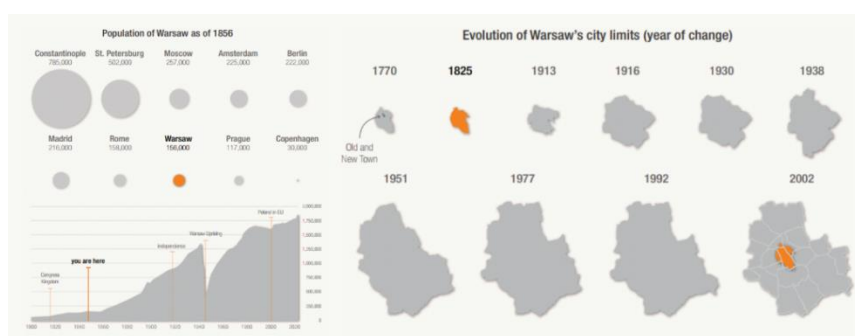 Population of Warsaw as of 1856
Constantinople St. Petersburg Moscow Amsterdam Berlin
785,000 502,000 257,000 225,000 222,000
Madrid Rome Warsaw Prague Copenhagen
216,000 158,000 156,000 117,000 30,000
Poland in EU
Warsaw Uprising
Independence
you are here
Congress
Kingdom
Evolution of Warsaw's city limits (year of change)
1770 1825 1913 1916 1930 1938
Old and
New Town
1951 1977 1992 2002